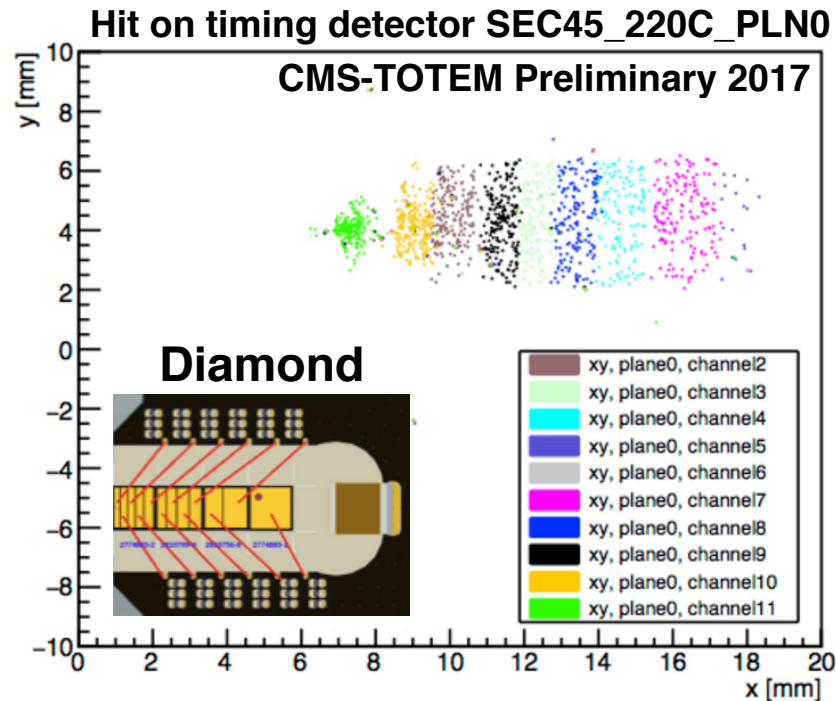 Hit on timing detector SEC45_220C_PLN0
CMS-TOTEM Preliminary 2017
y [mm]
10
8
6
4
2
0
−2
−4
−6
−8
−10
Diamond
xy, plane0, channel2
xy, plane0, channel3
xy, plane0, channel4
xy, plane0, channel5
xy, plane0, channel6
xy, plane0, channel7
xy, plane0, channel8
xy, plane0, channel9
xy, plane0, channel10
xy, plane0, channel11
0 2 4 6 8 10 12 14 16 18 20
x [mm]